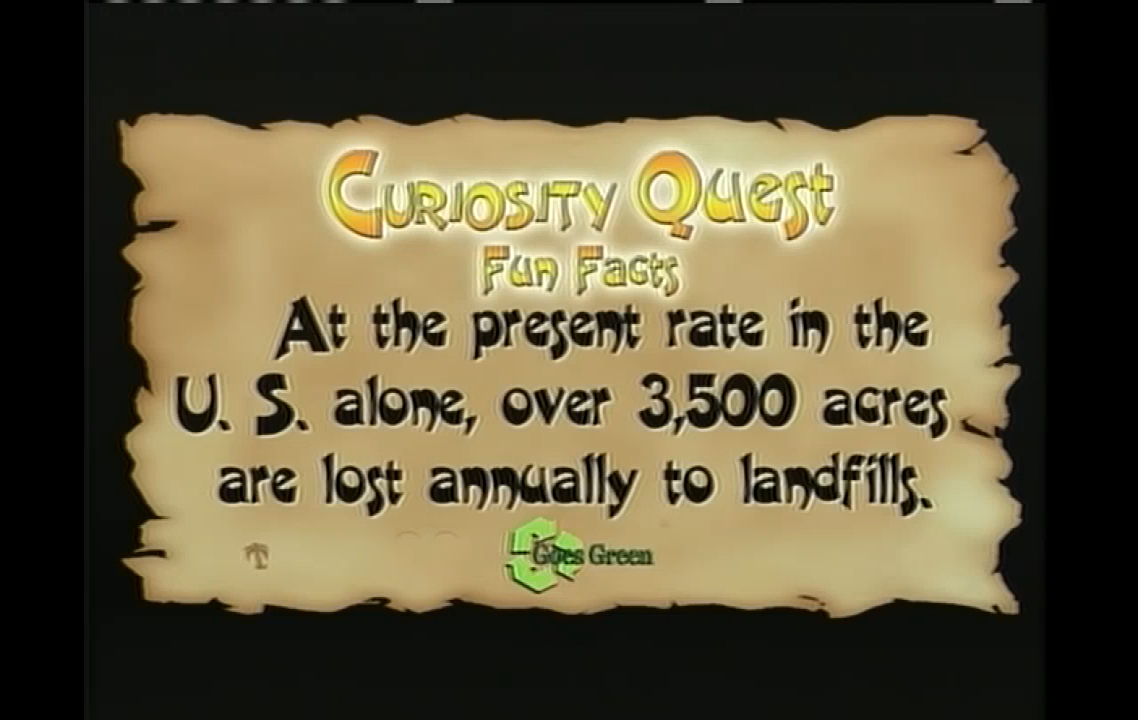 Curiosity Quest
Fun Facts
At the present rate in the
U. S. alone, over 3,500 acres
are lost annually to landfills.
Goes Green